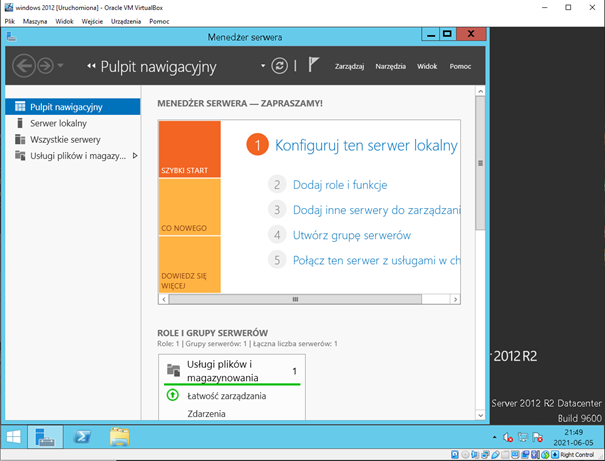 windows 2012 [Uruchomiona] - Oracle VM VirtualBox
Plik Maszyna Widok Wejście Urządzenia Pomoc
Menedżer serwera
Pulpit nawigacyjny
Zarządzaj Narzędzia Widok Pomoc
Pulpit nawigacyjny
Serwer lokalny
Wszystkie serwery
Usługi plików i magazy...
MENEDŻER SERWERA — ZAPRASZAMY!
SZYBKI START
CO NOWEGO
DOWIEDZ SIĘ
WIĘCEJ
1 Konfiguruj ten serwer lokalny
2 Dodaj role i funkcje
3 Dodaj inne serwery do zarządzani
4 Utwórz grupę serwerów
5 Połącz ten serwer z usługami w ch
ROLE I GRUPY SERWERÓW
Role: 1 | Grupy serwerów: 1 | Łączna liczba serwerów: 1
Usługi plików i
magazynowania 1
Łatwość zarządzania
Zdarzenia
2012 R2
Server 2012 R2 Datacenter
Build 9600
21:49
2021-06-05
Right Control